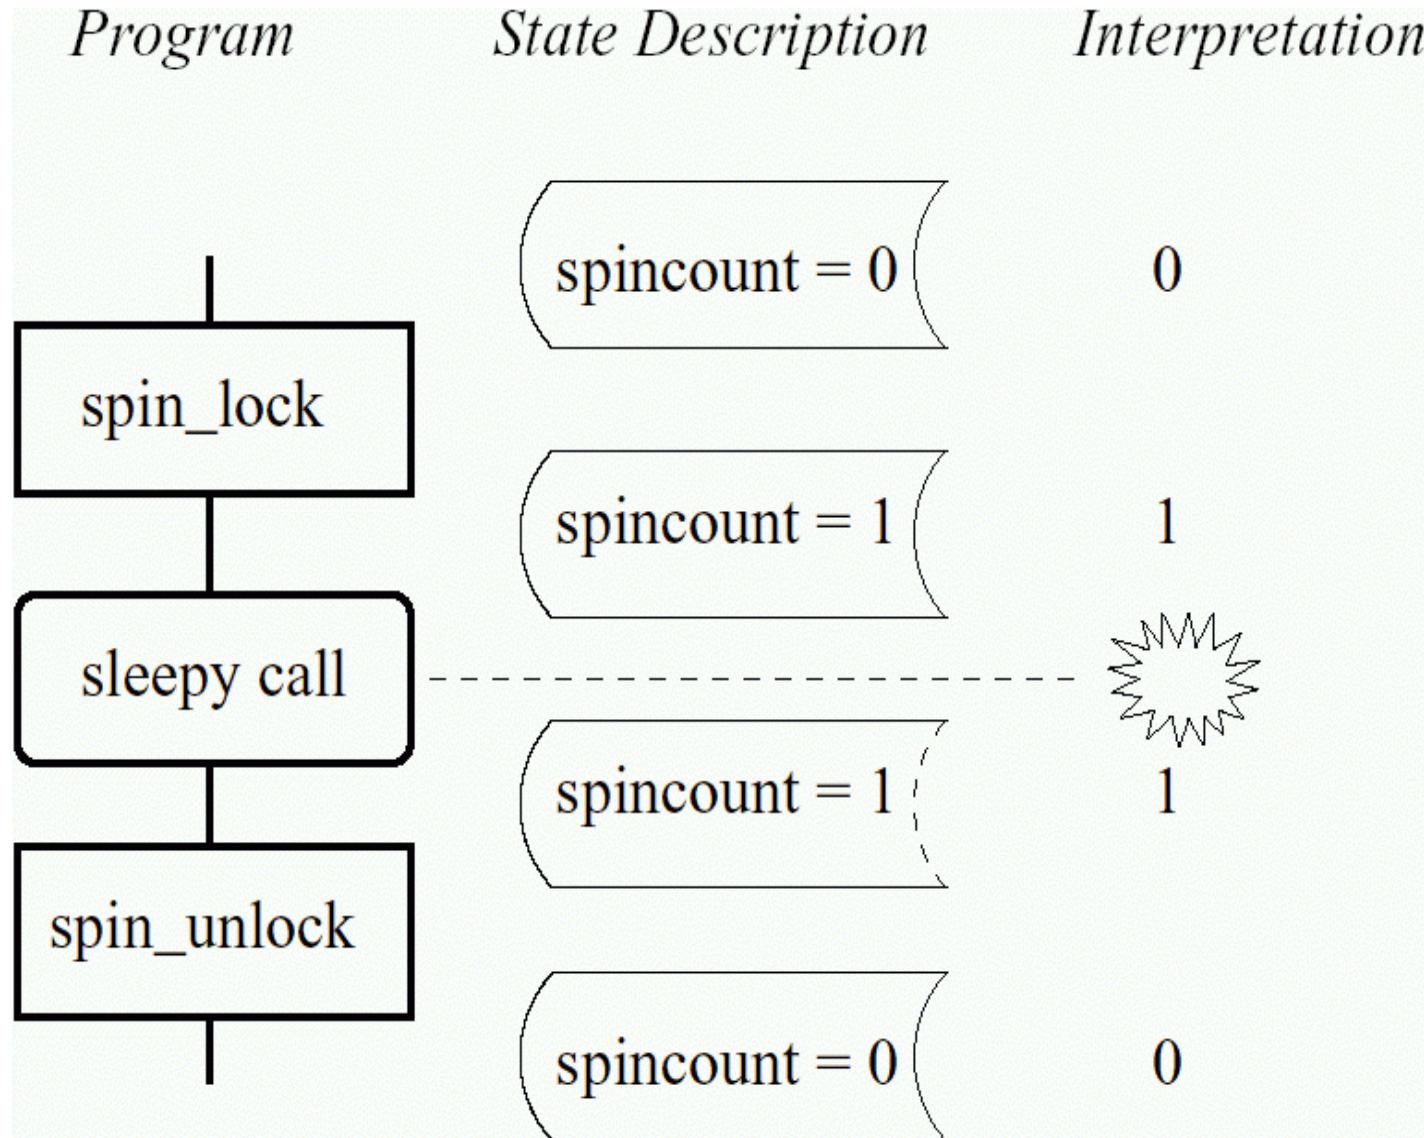 Program State Description Interpretation
spincount = 0 0
spin_lock
spincount = 1 1
sleepy call
spincount = 1 1
spin_unlock
spincount = 0 0